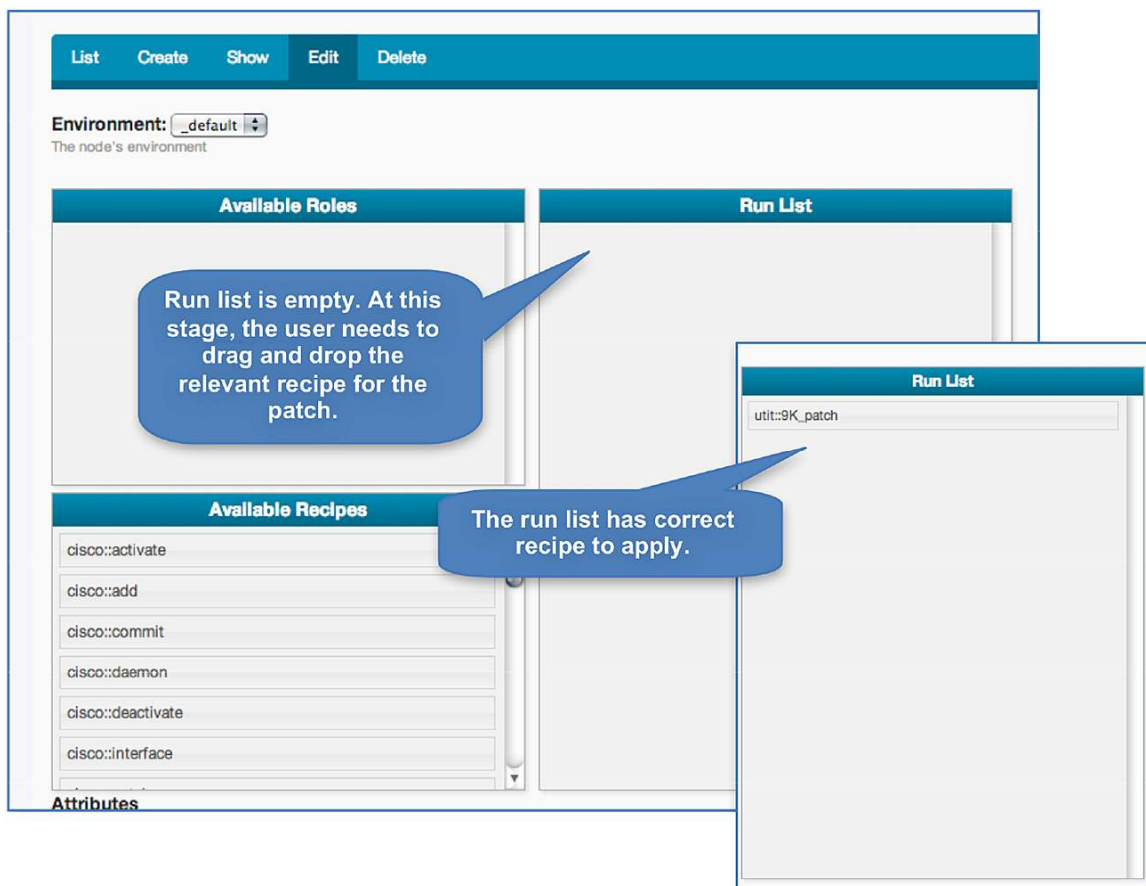 List Create Show Edit Delete
Environment: _default
The node's environment
Available Roles
Run List
Run list is empty. At this
stage, the user needs to
drag and drop the
relevant recipe for the
patch.
Available Recipes
cisco::activate
cisco::add
cisco::commit
cisco::daemon
cisco::deactivate
cisco::interface
Attributes
Run List
utit::9K_patch
The run list has correct
recipe to apply.